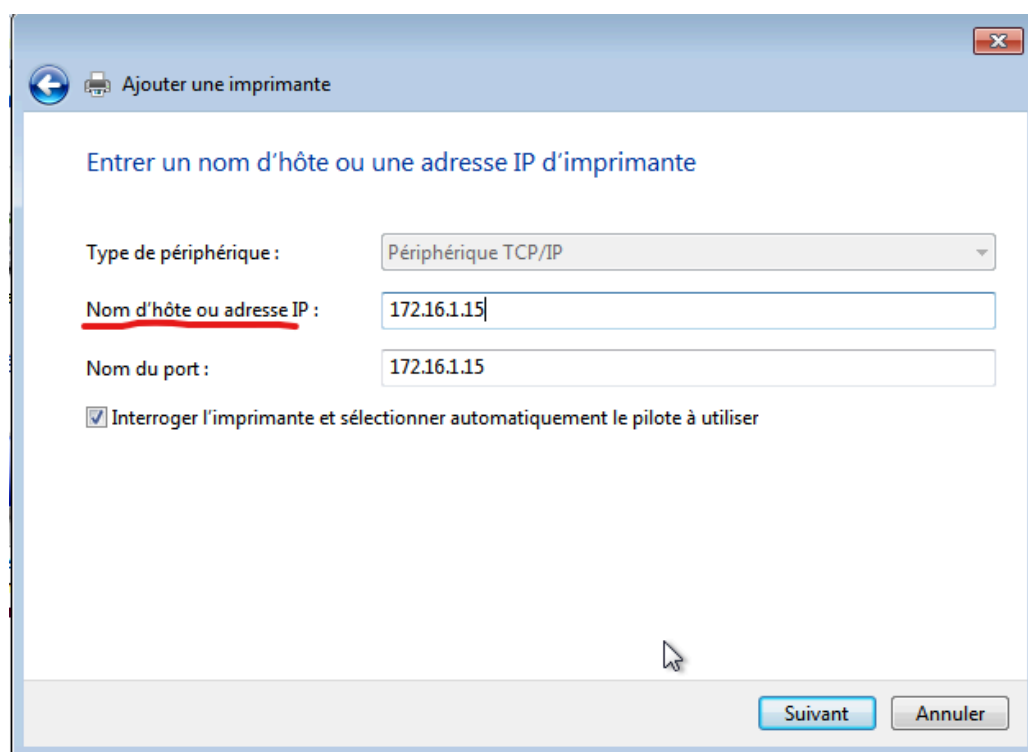 Ajouter une imprimante
Entrer un nom d'hôte ou une adresse IP d'imprimante
Type de périphérique : Périphérique TCP/IP
Nom d'hôte ou adresse IP : 172.16.1.15
Nom du port : 172.16.1.15
Interroger l'imprimante et sélectionner automatiquement le pilote à utiliser
Suivant Annuler